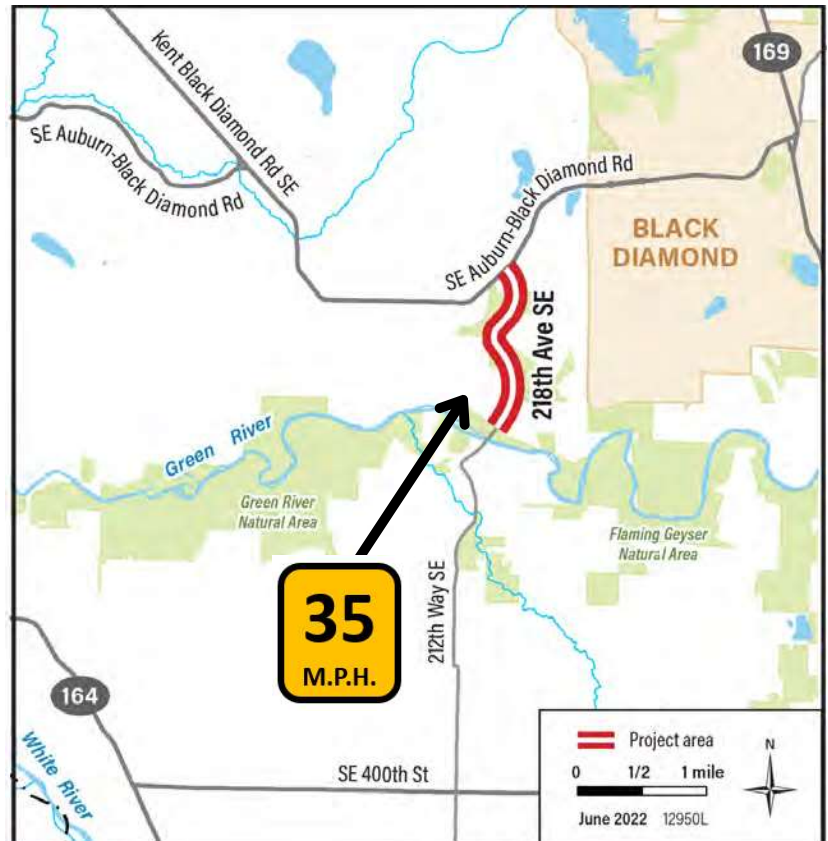 169
Kent Black Diamond Rd SE
SE Auburn-Black Diamond Rd
SE Auburn-Black Diamond Rd
BLACK
DIAMOND
218th Ave SE
Green River
Green River
Natural Area
Flaming Geyser
Natural Area
35
M.P.H.
212th Way SE
164
White River
SE 400th St
Project area
N
0 1/2 1 mile
June 2022 12950L